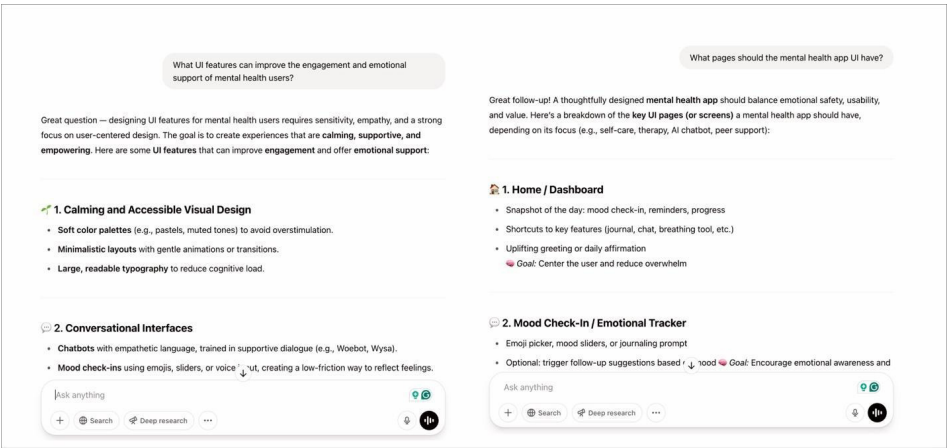 What UI features can improve the engagement and emotional
support of mental health users?
Great question — designing UI features for mental health users requires sensitivity, empathy, and a strong
focus on user-centered design. The goal is to create experiences that are calming, supportive, and
empowering. Here are some UI features that can improve engagement and offer emotional support:
🌱 1. Calming and Accessible Visual Design
• Soft color palettes (e.g., pastels, muted tones) to avoid overstimulation.
• Minimalistic layouts with gentle animations or transitions.
• Large, readable typography to reduce cognitive load.
💬 2. Conversational Interfaces
• Chatbots with empathetic language, trained in supportive dialogue (e.g., Woebot, Wysa).
• Mood check-ins using emojis, sliders, or voice creating a low-friction way to reflect feelings.
Ask anything
Search Deep research
What pages should the mental health app UI have?
Great follow-up! A thoughtfully designed mental health app should balance emotional safety, usability,
and value. Here's a breakdown of the key UI pages (or screens) a mental health app should have,
depending on its focus (e.g., self-care, therapy, AI chatbot, peer support):
🏠 1. Home / Dashboard
• Snapshot of the day: mood check-in, reminders, progress
• Shortcuts to key features (journal, chat, breathing tool, etc.)
• Uplifting greeting or daily affirmation
🧠 Goal: Center the user and reduce overwhelm
💬 2. Mood Check-In / Emotional Tracker
• Emoji picker, mood sliders, or journaling prompt
• Optional: trigger follow-up suggestions based mood 🧠 Goal: Encourage emotional awareness and
Ask anything
Search Deep research